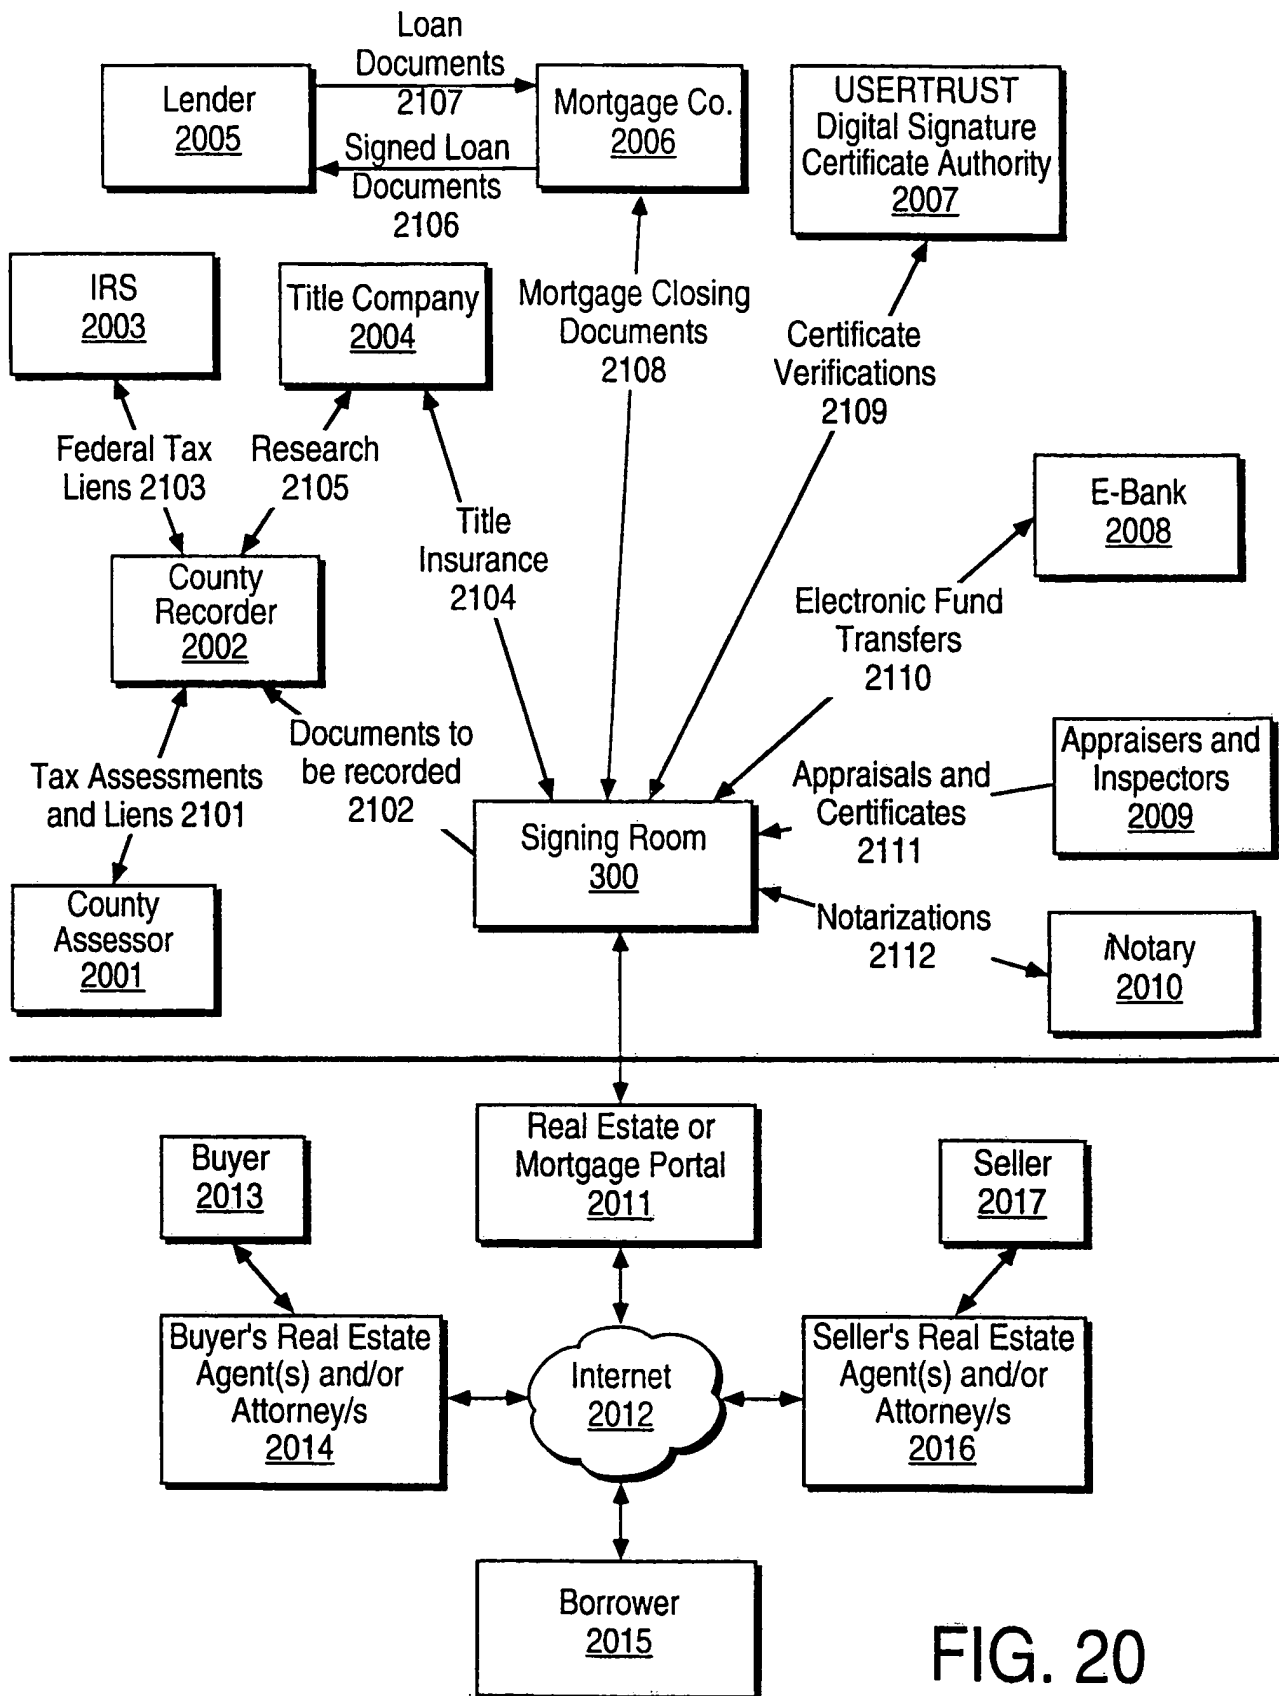 Loan
Documents
2107
Lender
2005
Mortgage Co.
2006
Signed Loan
Documents
2106
USERTRUST
Digital Signature
Certificate Authority
2007
IRS
2003
Title Company
2004
Mortgage Closing
Documents
2108
Certificate
Verifications
2109
Federal Tax
Liens 2103
Research
2105
Title
Insurance
2104
E-Bank
2008
County
Recorder
2002
Electronic Fund
Transfers
2110
Documents to
be recorded
2102
Tax Assessments
and Liens 2101
Appraisals and
Certificates
2111
Appraisers and
Inspectors
2009
Signing Room
300
County
Assessor
2001
Notarizations
2112
iNotary
2010
Real Estate or
Mortgage Portal
2011
Buyer
2013
Seller
2017
Buyer's Real Estate
Agent(s) and/or
Attorney/s
2014
Internet
2012
Seller's Real Estate
Agent(s) and/or
Attorney/s
2016
Borrower
2015
FIG. 20